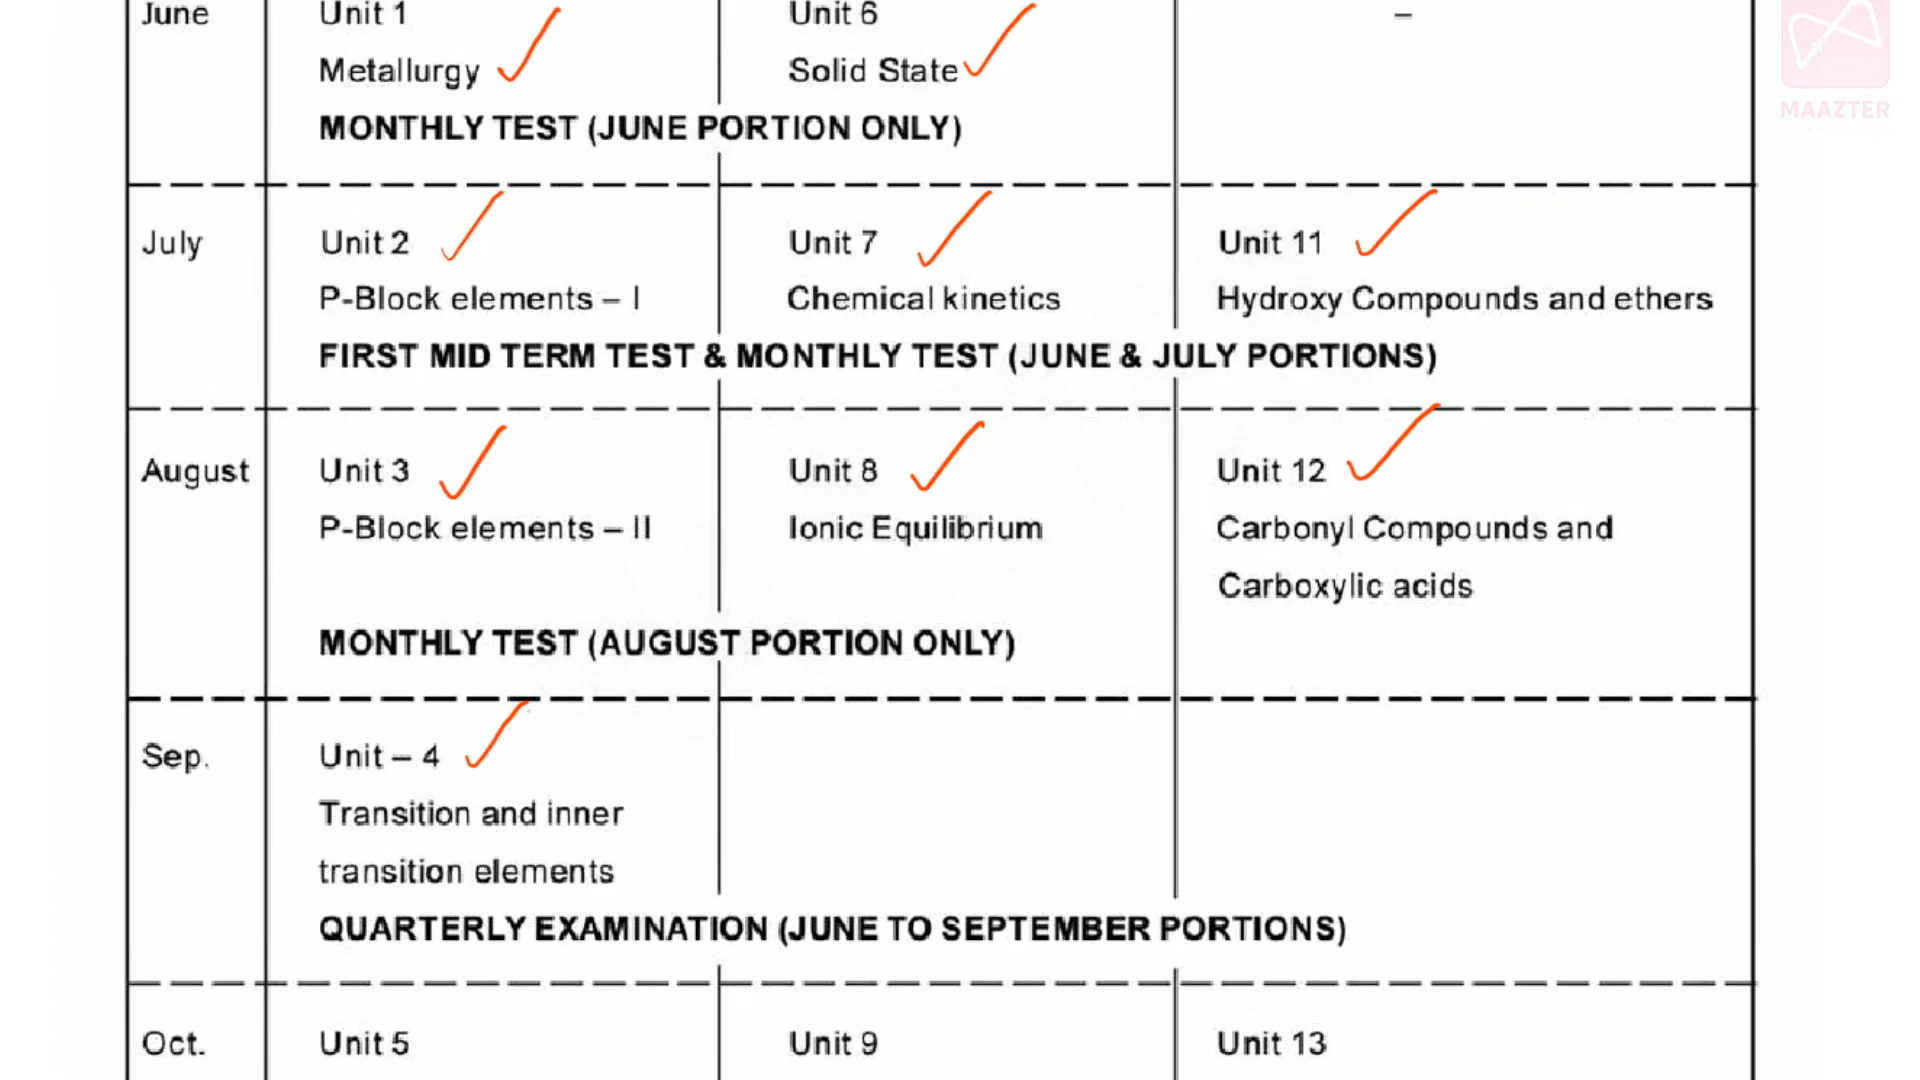 June Unit 1 Unit 6 –
Metallurgy Solid State
MONTHLY TEST (JUNE PORTION ONLY)
July Unit 2 Unit 7 Unit 11
P-Block elements – I Chemical kinetics Hydroxy Compounds and ethers
FIRST MID TERM TEST & MONTHLY TEST (JUNE & JULY PORTIONS)
August Unit 3 Unit 8 Unit 12
P-Block elements – II Ionic Equilibrium Carbonyl Compounds and
Carboxylic acids
MONTHLY TEST (AUGUST PORTION ONLY)
Sep. Unit – 4
Transition and inner
transition elements
QUARTERLY EXAMINATION (JUNE TO SEPTEMBER PORTIONS)
Oct. Unit 5 Unit 9 Unit 13
MAAZTER
MAAZTER